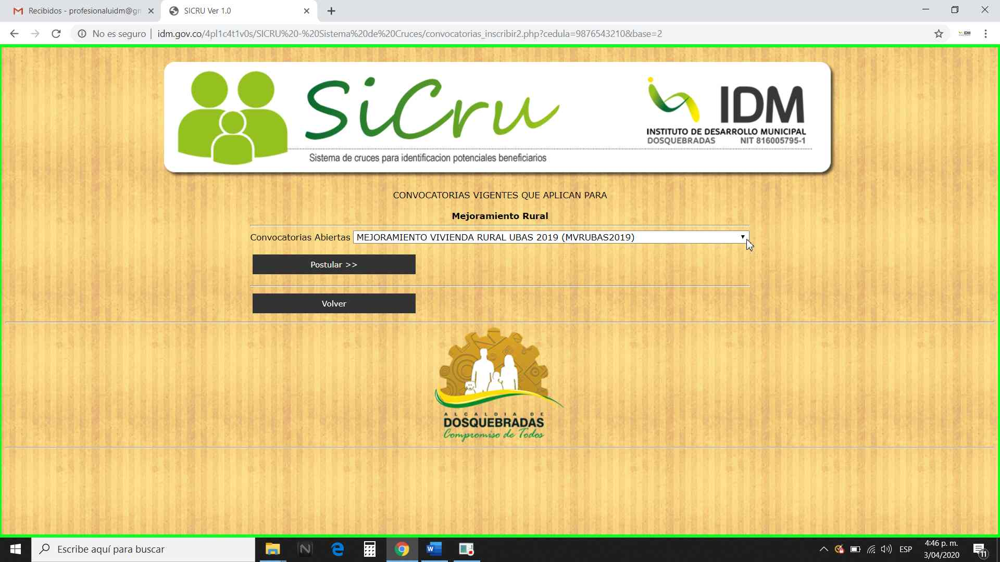 Recibidos - profesionaluidm@gm
SICRU Ver 1.0
No es seguro | idm.gov.co/4pl1c4t1v0s/SICRU%20-%20Sistema%20de%20Cruces/convocatorias_inscribir2.php?cedula=9876543210&base=2
SiCru
Sistema de cruces para identificacion potenciales beneficiarios
IDM
INSTITUTO DE DESARROLLO MUNICIPAL
DOSQUEBRADAS NIT 816005795-1
CONVOCATORIAS VIGENTES QUE APLICAN PARA
Mejoramiento Rural
Convocatorias Abiertas MEJORAMIENTO VIVIENDA RURAL UBAS 2019 (MVRUBAS2019)
Postular >>
Volver
ALCALDIA DE
DOSQUEBRADAS
Compromiso de Todos
Escribe aquí para buscar
ESP
4:46 p. m.
3/04/2020
11